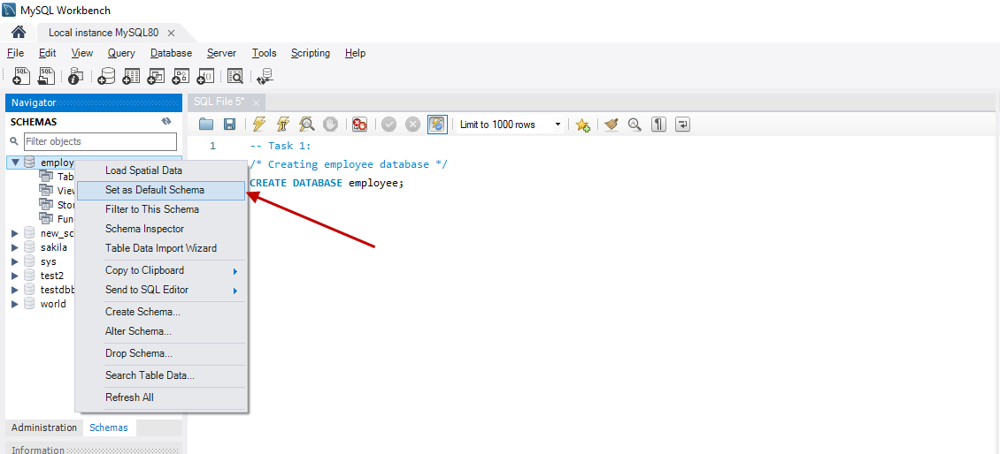 MySQL Workbench
Local instance MySQL80
File Edit View Query Database Server Tools Scripting Help
SQL SQL
Navigator
SQL File 5*
SCHEMAS
Limit to 1000 rows
Filter objects
1 -- Task 1:
/* Creating employee database */
CREATE DATABASE employee;
employ
Tab
View
Stor
Fun
new_sc
sakila
sys
test2
testdbb
world
Load Spatial Data
Set as Default Schema
Filter to This Schema
Schema Inspector
Table Data Import Wizard
Copy to Clipboard
Send to SQL Editor
Create Schema...
Alter Schema...
Drop Schema...
Search Table Data...
Refresh All
Administration Schemas
Information